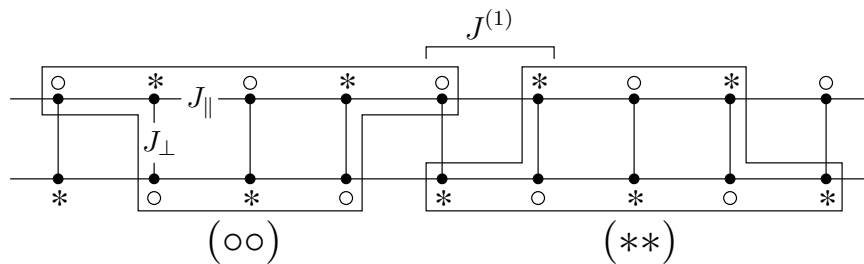 J^{(1)}
○ * ○ * ○ * ○ * ○
J_∥
J_⊥
* ○ * ○ * ○ * ○ *
(○○) (**)